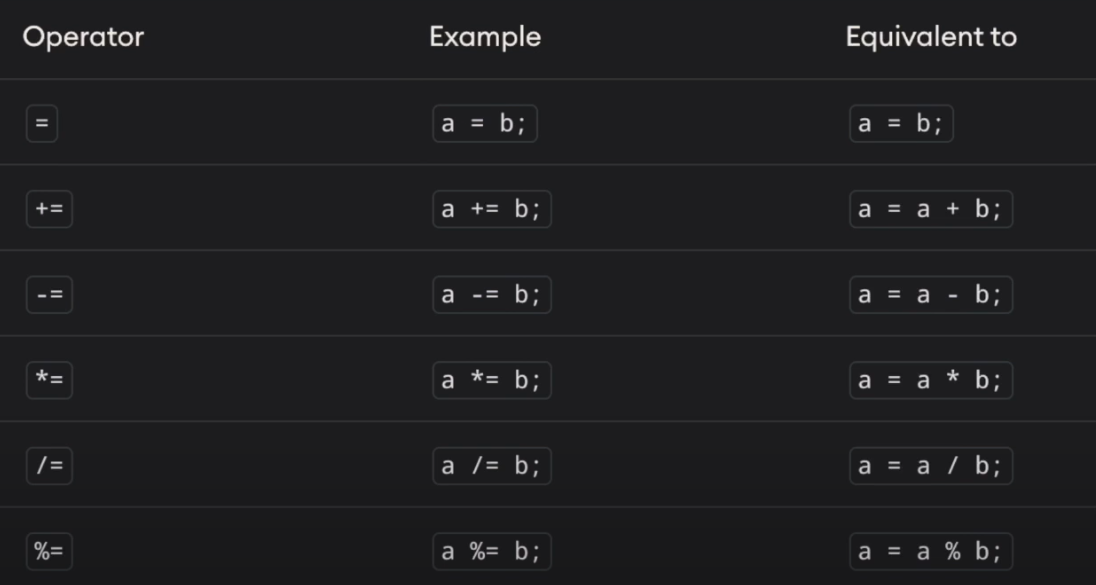 Operator Example Equivalent to
= a = b; a = b;
+= a += b; a = a + b;
-= a -= b; a = a - b;
*= a *= b; a = a * b;
/= a /= b; a = a / b;
%= a %= b; a = a % b;